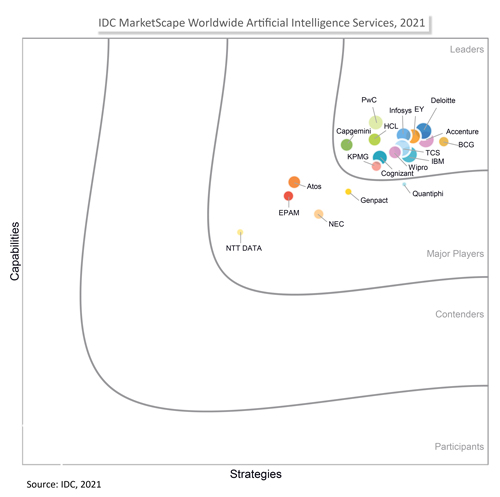 IDC MarketScape Worldwide Artificial Intelligence Services, 2021
Leaders
PwC
Infosys
EY
Deloitte
HCL
Capgemini
Accenture
BCG
TCS
KPMG
IBM
Wipro
Cognizant
Atos
Quantiphi
Genpact
EPAM
NEC
NTT DATA
Major Players
Capabilities
Contenders
Participants
Strategies
Source: IDC, 2021